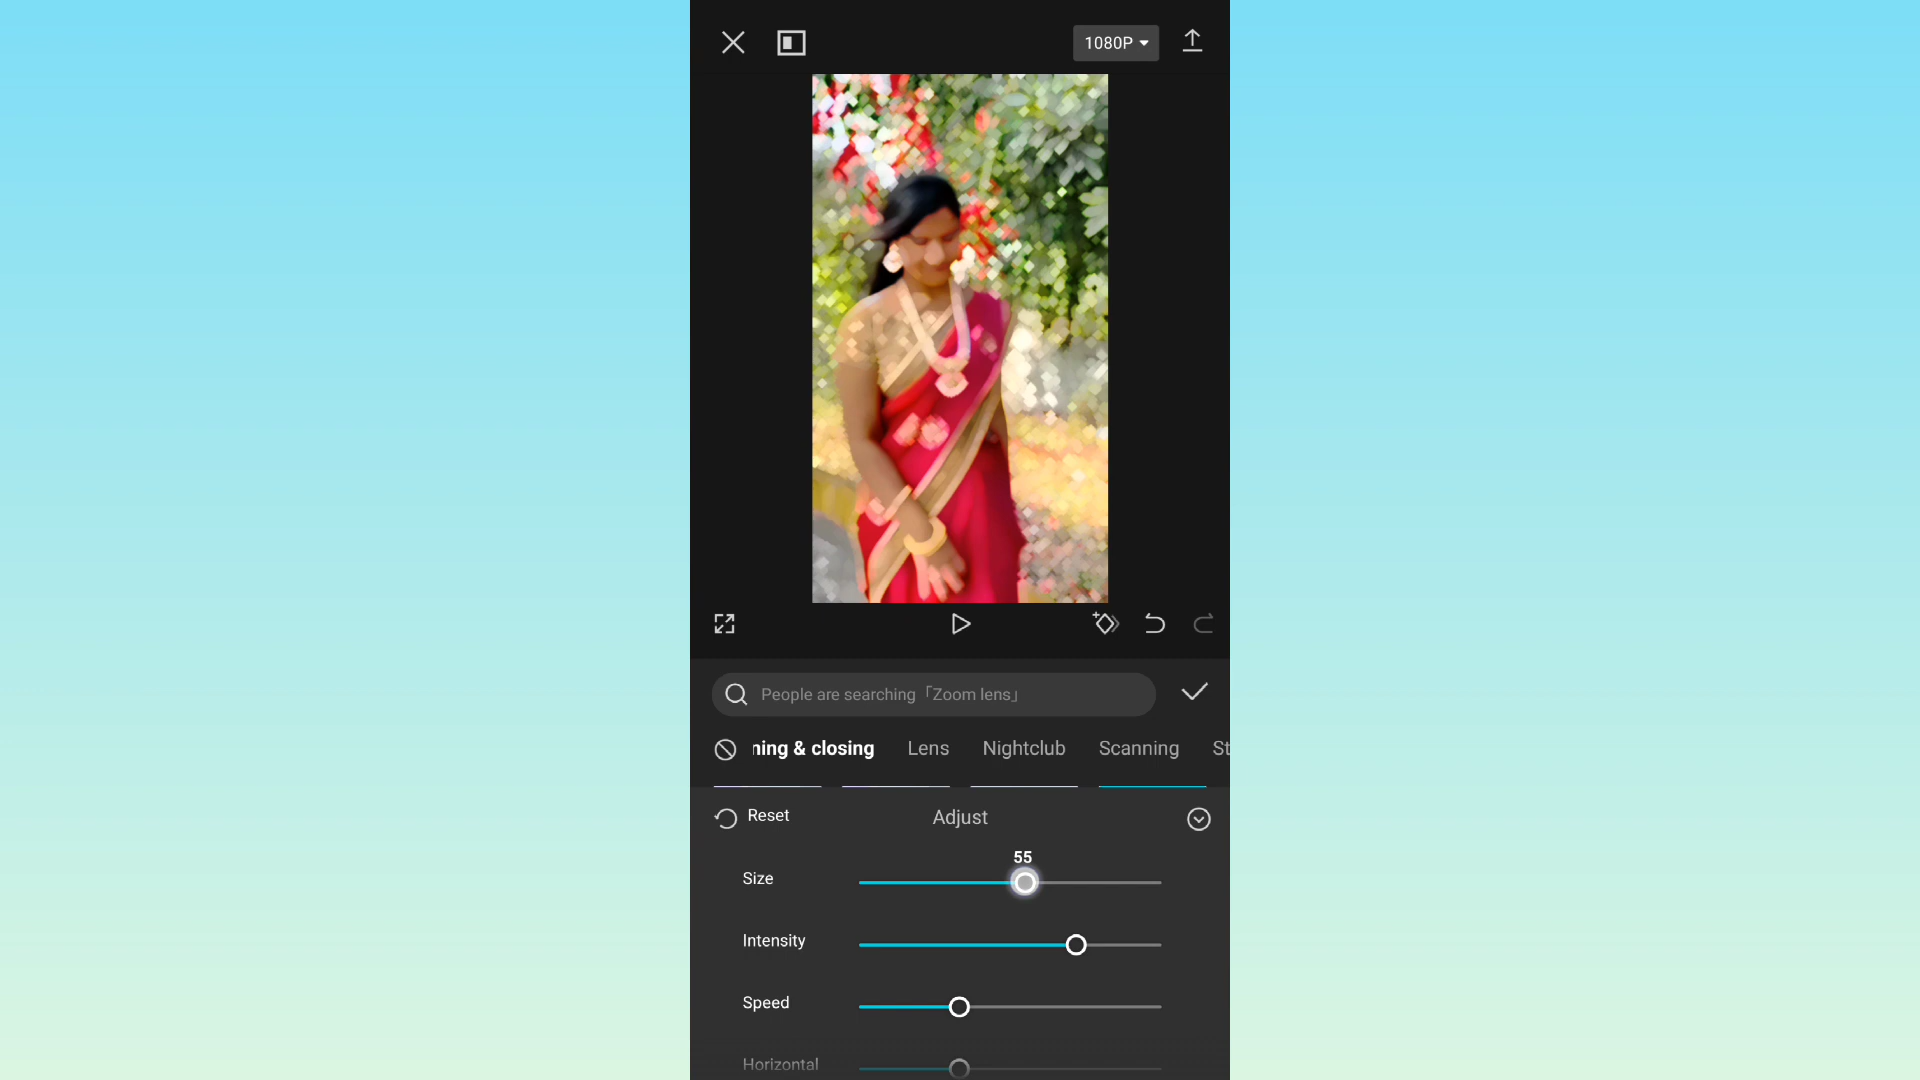 1080P
People are searching「Zoom lens」
ning & closing Lens Nightclub Scanning St
Reset Adjust
55
Size
Intensity
Speed
Horizontal